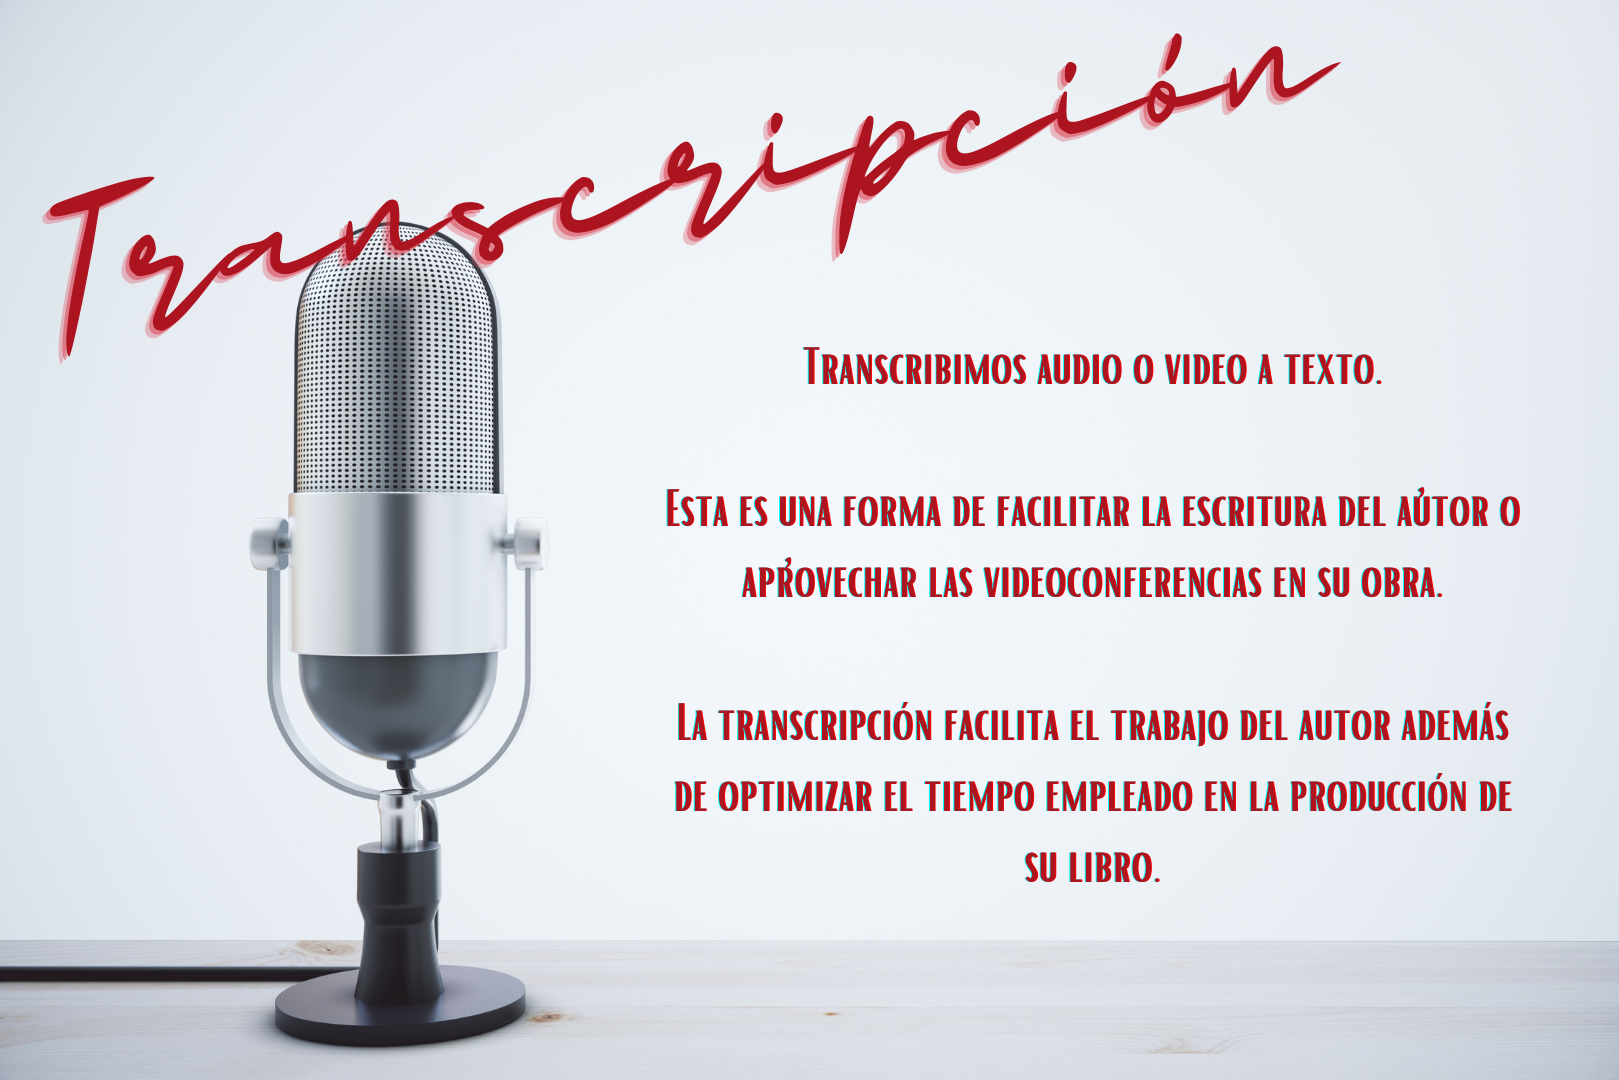 Transcripción
Transcribimos audio o video a texto.
Esta es una forma de facilitar la escritura del aútor o
apŕovechar las videoconferencias en su obra.
La transcripción facilita el trabajo del autor además
de optimizar el tiempo empleado en la producción de
su libro.